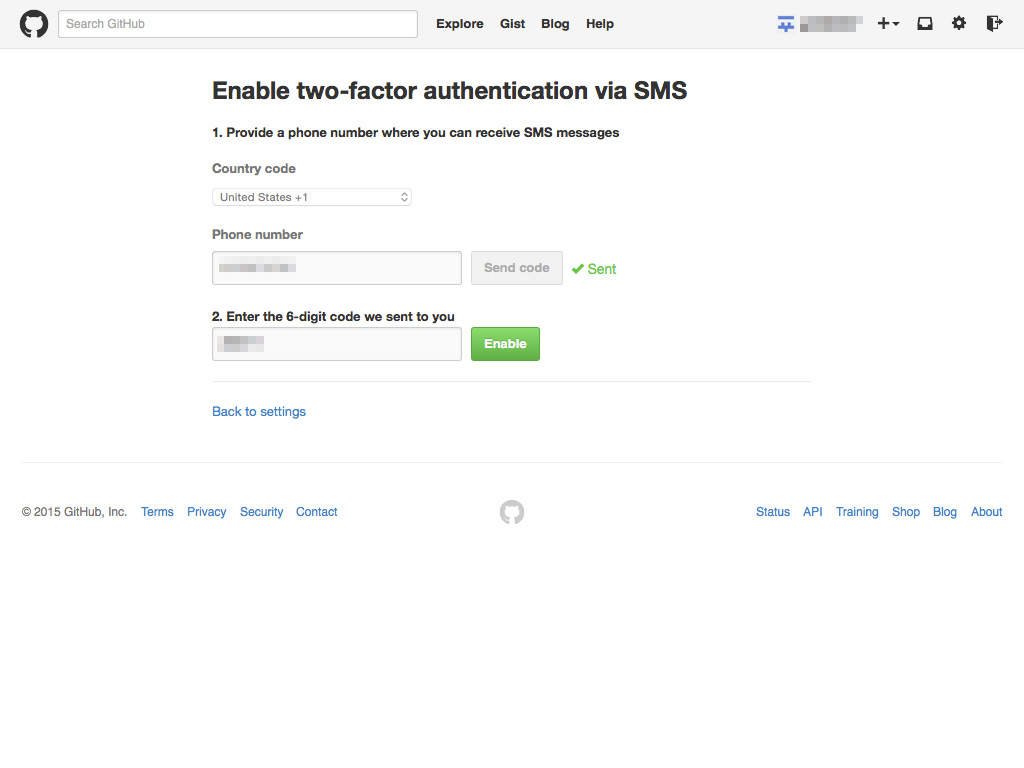 Search GitHub Explore Gist Blog Help
Enable two-factor authentication via SMS
1. Provide a phone number where you can receive SMS messages
Country code
United States +1
Phone number
Send code Sent
2. Enter the 6-digit code we sent to you
Enable
Back to settings
© 2015 GitHub, Inc. Terms Privacy Security Contact Status API Training Shop Blog About